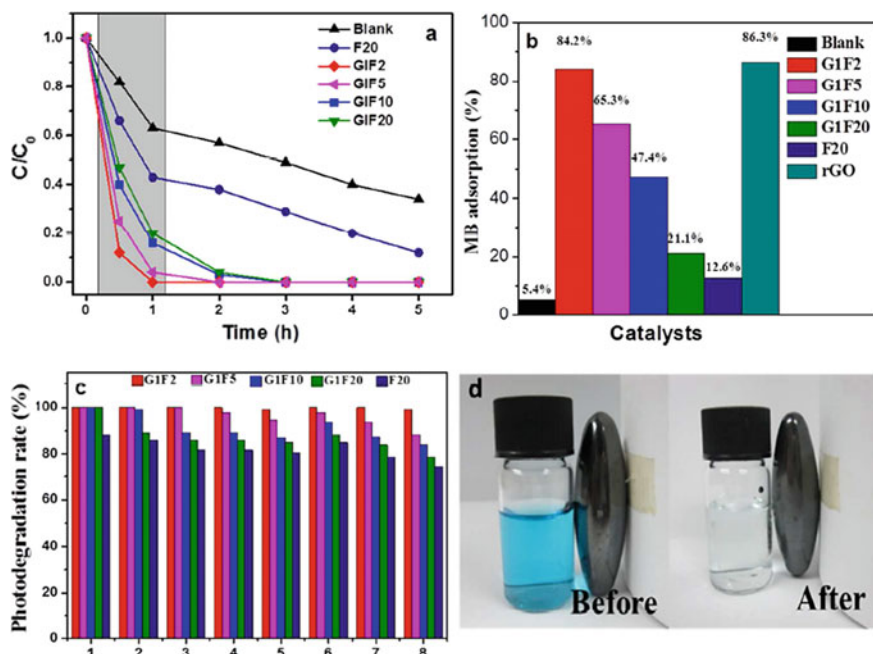 a
Blank
F20
GIF2
GIF5
GIF10
GIF20
C/C0
1.0
0.8
0.6
0.4
0.2
0.0
0 1 2 3 4 5
Time (h)
b
Blank
G1F2
G1F5
G1F10
G1F20
F20
rGO
MB adsorption (%)
100
80
60
40
20
0
5.4%
84.2%
65.3%
47.4%
21.1%
12.6%
86.3%
Catalysts
c
G1F2 G1F5 G1F10 G1F20 F20
Photodegradation rate (%)
100
80
60
40
20
0
1 2 3 4 5 6 7 8
d
Before
After